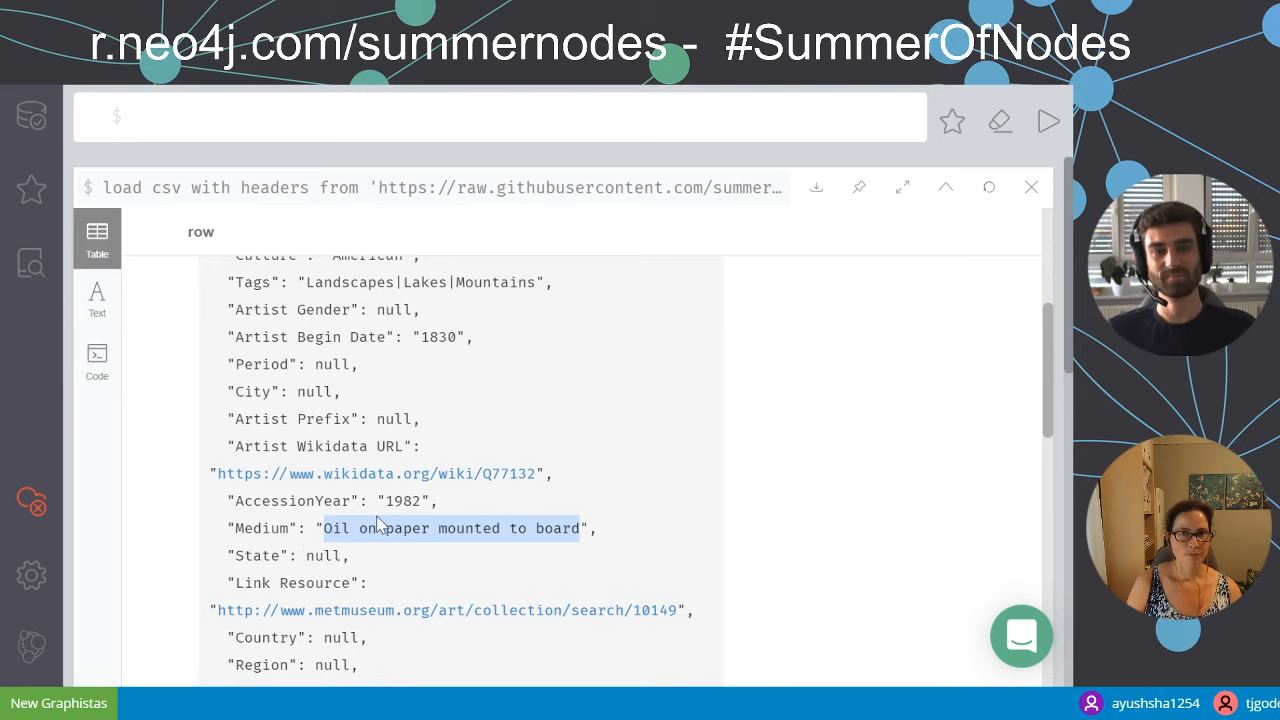 r.neo4j.com/summernodes - #SummerOfNodes
$
$ load csv with headers from 'https://raw.githubusercontent.com/summer…
Table
row
"Culture": "American",
"Tags": "Landscapes|Lakes|Mountains",
A
Text
"Artist Gender": null,
"Artist Begin Date": "1830",
"Period": null,
Code
"City": null,
"Artist Prefix": null,
"Artist Wikidata URL":
"https://www.wikidata.org/wiki/Q77132",
"AccessionYear": "1982",
"Medium": "Oil on paper mounted to board",
"State": null,
"Link Resource":
"http://www.metmuseum.org/art/collection/search/10149",
"Country": null,
"Region": null,
New Graphistas
ayushsha1254
tjgode